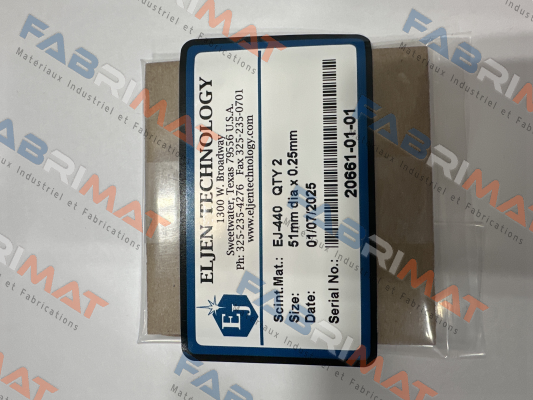 ELJEN TECHNOLOGY
1300 W. Broadway
Sweetwater, Texas 79556 U.S.A.
Ph: 325-235-4276 Fax 325-235-0701
www.eljentechnology.com
EJ
Scint.Mat.: EJ-440 QTY 2
Size: 51mm dia x 0.25mm
Date: 01/07/2025
Serial No.:
20661-01-01
FABRIMAT
Materiaux Industriel et Fabrications